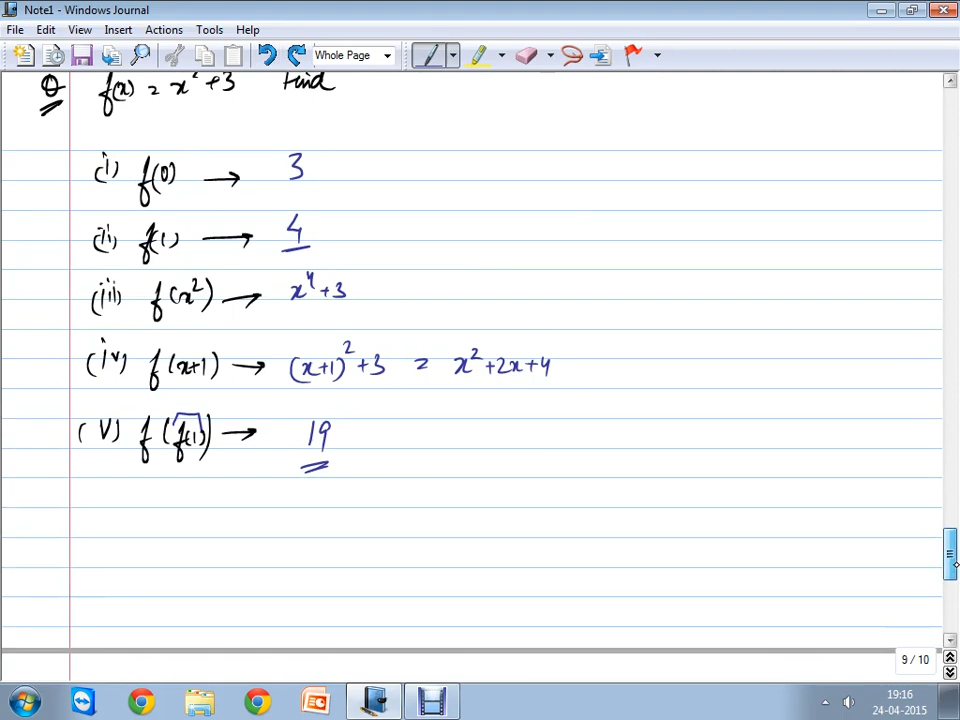 Note1 - Windows Journal
File Edit View Insert Actions Tools Help
Whole Page
Q f(x) = x² + 3 Find
(i) f(0) → 3
(ii) f(1) → 4
(iii) f(x²) → x⁴ + 3
(iv) f(x+1) → (x+1)² + 3 = x² + 2x + 4
(v) f(f(1)) → 19
9 / 10
19:16
24-04-2015